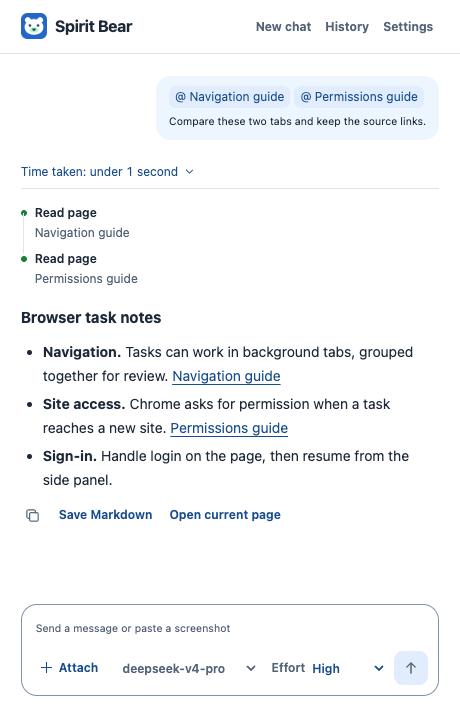 Spirit Bear
New chat History Settings
@ Navigation guide @ Permissions guide
Compare these two tabs and keep the source links.
Time taken: under 1 second
Read page
Navigation guide
Read page
Permissions guide
Browser task notes
Navigation. Tasks can work in background tabs, grouped
together for review. Navigation guide
Site access. Chrome asks for permission when a task
reaches a new site. Permissions guide
Sign-in. Handle login on the page, then resume from the
side panel.
Save Markdown Open current page
Send a message or paste a screenshot
Attach deepseek-v4-pro Effort High